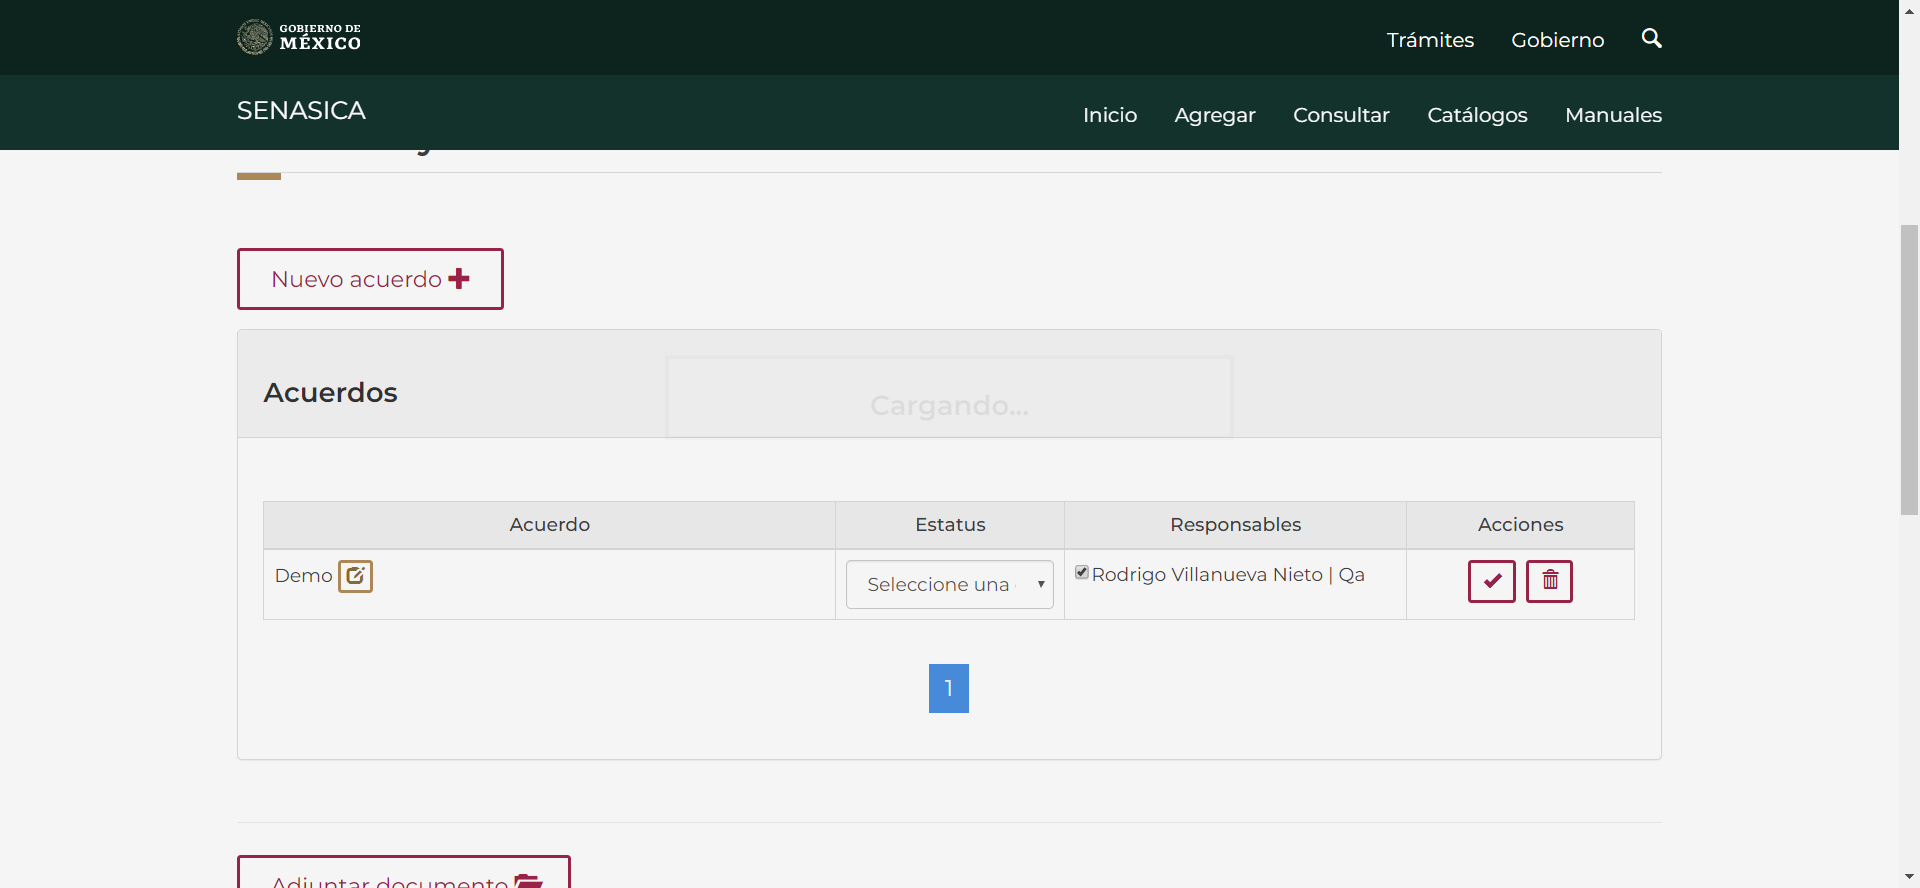 GOBIERNO DE
MÉXICO
Trámites
Gobierno
SENASICA
Inicio
Agregar
Consultar
Catálogos
Manuales
Nuevo acuerdo
Acuerdos
Cargando...
Acuerdo
Estatus
Responsables
Acciones
Demo
Seleccione una
Rodrigo Villanueva Nieto | Qa
1
Adjuntar documento